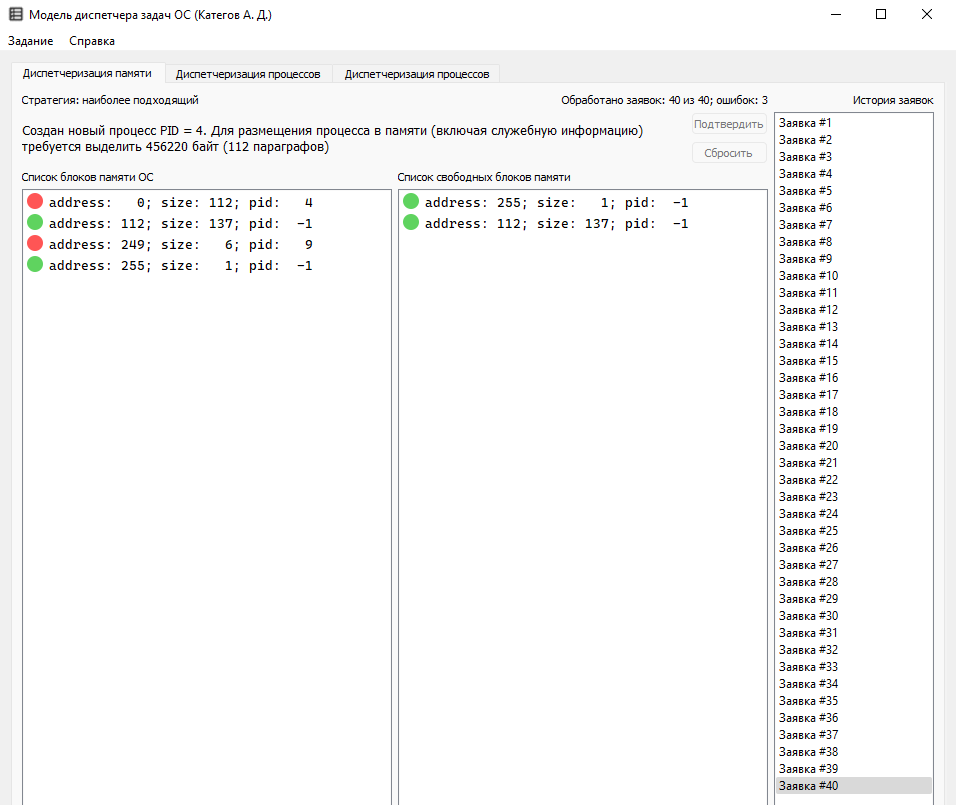 Модель диспетчера задач ОС (Категов А. Д.)
Задание Справка
Диспетчеризация памяти Диспетчеризация процессов Диспетчеризация процессов
Стратегия: наиболее подходящий Обработано заявок: 40 из 40; ошибок: 3 История заявок
Создан новый процесс PID = 4. Для размещения процесса в памяти (включая служебную информацию)
требуется выделить 456220 байт (112 параграфов)
Подтвердить
Сбросить
Список блоков памяти ОС
address: 0; size: 112; pid: 4
address: 112; size: 137; pid: -1
address: 249; size: 6; pid: 9
address: 255; size: 1; pid: -1
Список свободных блоков памяти
address: 255; size: 1; pid: -1
address: 112; size: 137; pid: -1
Заявка #1
Заявка #2
Заявка #3
Заявка #4
Заявка #5
Заявка #6
Заявка #7
Заявка #8
Заявка #9
Заявка #10
Заявка #11
Заявка #12
Заявка #13
Заявка #14
Заявка #15
Заявка #16
Заявка #17
Заявка #18
Заявка #19
Заявка #20
Заявка #21
Заявка #22
Заявка #23
Заявка #24
Заявка #25
Заявка #26
Заявка #27
Заявка #28
Заявка #29
Заявка #30
Заявка #31
Заявка #32
Заявка #33
Заявка #34
Заявка #35
Заявка #36
Заявка #37
Заявка #38
Заявка #39
Заявка #40